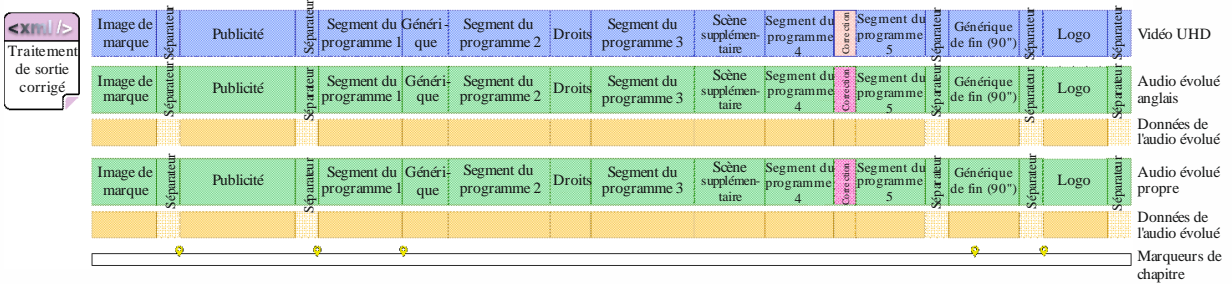 <xml/>
Traitement
de sortie
corrigé
Image de
marque
Séparateur
Publicité
Séparateur
Segment du
programme 1
Généri-
que
Segment du
programme 2
Droits
Segment du
programme 3
Scène
supplémen-
taire
Segment du
programme
4
Correction
Segment du
programme
5
Séparateur
Générique
de fin (90")
Séparateur
Logo
Séparateur
Vidéo UHD
Image de
marque
Séparateur
Publicité
Séparateur
Segment du
programme 1
Généri-
que
Segment du
programme 2
Droits
Segment du
programme 3
Scène
supplémen-
taire
Segment du
programme
4
Correction
Segment du
programme
5
Séparateur
Générique
de fin (90")
Séparateur
Logo
Séparateur
Audio évolué
anglais
Données de
l'audio évolué
Image de
marque
Séparateur
Publicité
Séparateur
Segment du
programme 1
Généri-
que
Segment du
programme 2
Droits
Segment du
programme 3
Scène
supplémen-
taire
Segment du
programme
4
Correction
Segment du
programme
5
Séparateur
Générique
de fin (90")
Séparateur
Logo
Séparateur
Audio évolué
propre
Données de
l'audio évolué
Marqueurs de
chapitre